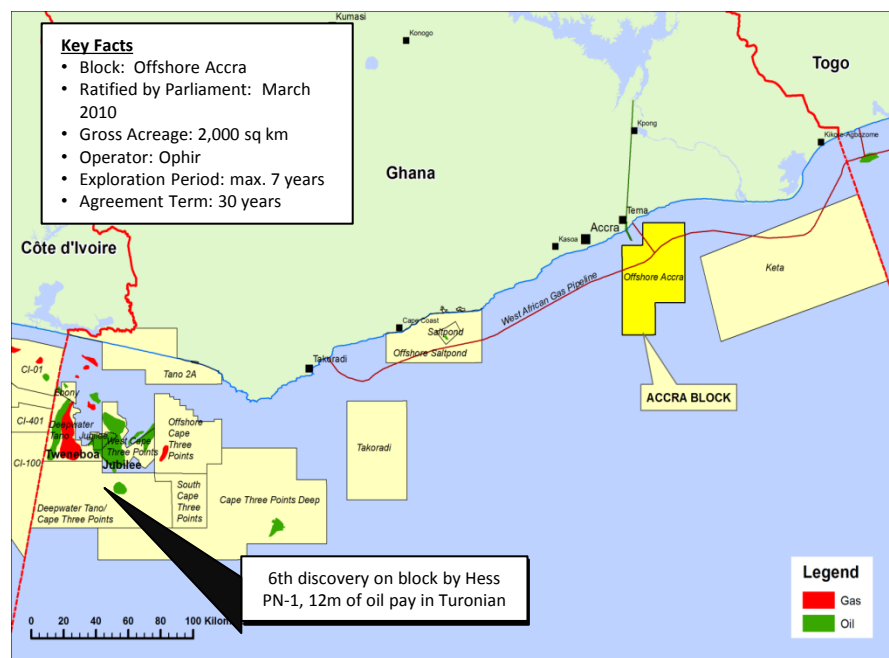 Kumasi
Konogo
Togo
Key Facts
• Block: Offshore Accra
• Ratified by Parliament: March
2010
• Gross Acreage: 2,000 sq km
• Operator: Ophir
• Exploration Period: max. 7 years
• Agreement Term: 30 years
Kpong
Ghana
Tema
Accra
Kasoa
Côte d'Ivoire
Offshore Accra
Keta
West African Gas Pipeline
Cape Coast
Saltpond
Offshore Saltpond
Takoradi
ACCRA BLOCK
CI-01
Tano 2A
Ebony
CI-401
Deepwater
Tano
Jubilee
West Cape
Three Points
Offshore
Cape
Three
Points
Tweneboa
Jubilee
CI-100
Takoradi
South
Cape
Three
Points
Cape Three Points Deep
Deepwater Tano/
Cape Three Points
6th discovery on block by Hess
PN-1, 12m of oil pay in Turonian
0 20 40 60 80 100
Legend
Gas
Oil